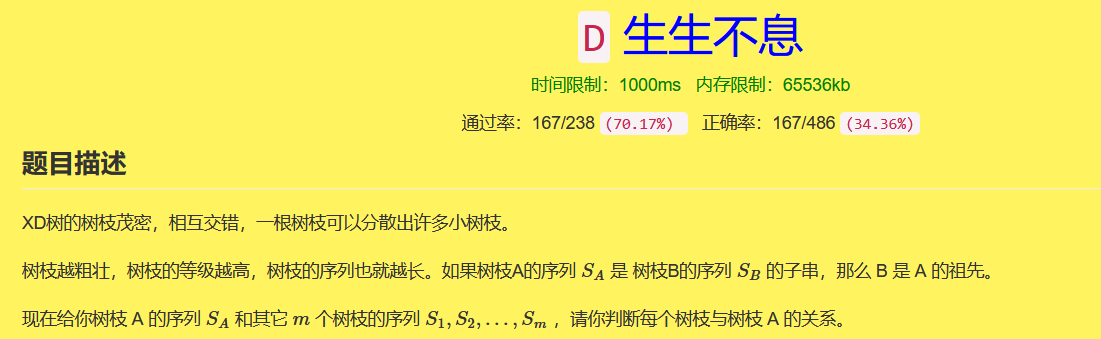 D 生生不息
时间限制：1000ms 内存限制：65536kb
通过率：167/238 (70.17%) 正确率：167/486 (34.36%)
题目描述
XD树的树枝茂密，相互交错，一根树枝可以分散出许多小树枝。
树枝越粗壮，树枝的等级越高，树枝的序列也就越长。如果树枝A的序列 S_A 是 树枝B的序列 S_B 的子串，那么 B 是 A 的祖先。
现在给你树枝 A 的序列 S_A 和其它 m 个树枝的序列 S_1, S_2, ..., S_m ，请你判断每个树枝与树枝 A 的关系。